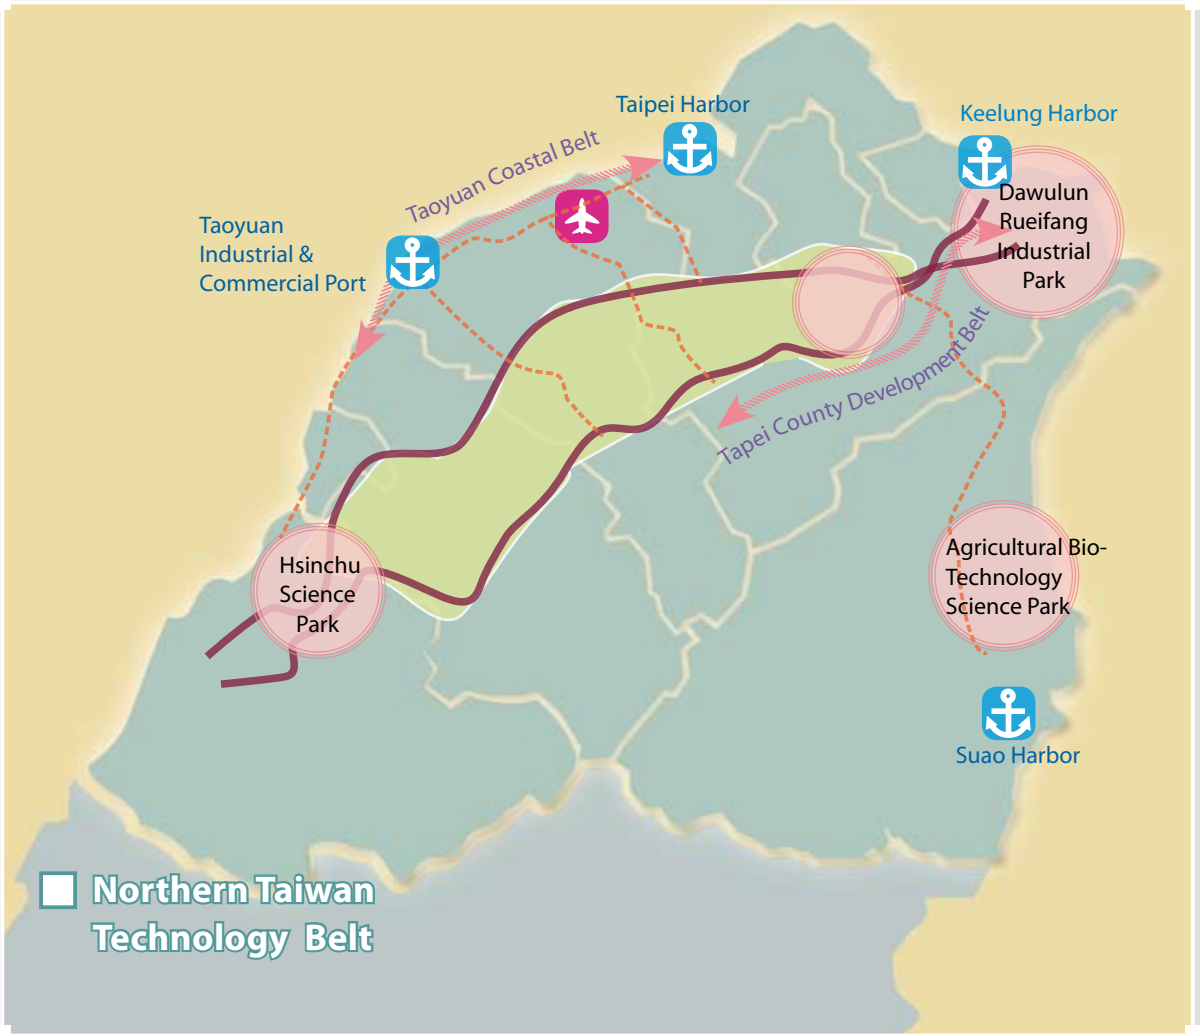 Taipei Harbor
Keelung Harbor
Taoyuan Coastal Belt
Dawulun
Rueifang
Industrial
Park
Taoyuan
Industrial &
Commercial Port
Tapei County Development Belt
Hsinchu
Science
Park
Agricultural Bio-
Technology
Science Park
Suao Harbor
Northern Taiwan
Technology Belt